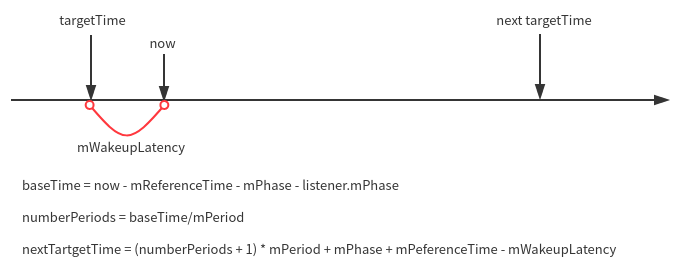 targetTime
now
next targetTime
mWakeupLatency
baseTime = now - mReferenceTime - mPhase - listener.mPhase
numberPeriods = baseTime/mPeriod
nextTartgetTime = (numberPeriods + 1) * mPeriod + mPhase + mPeferenceTime - mWakeupLatency